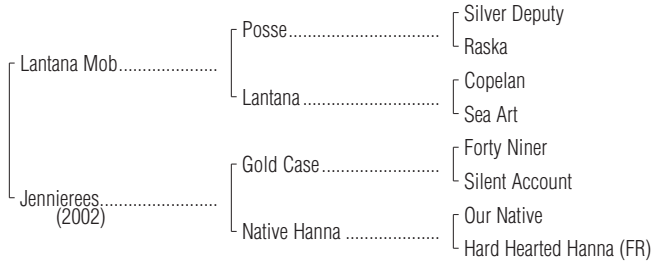 Silver Deputy
Posse
Raska
Lantana Mob
Copelan
Lantana
Sea Art
Forty Niner
Gold Case
Silent Account
Jennierees
(2002)
Our Native
Native Hanna
Hard Hearted Hanna (FR)